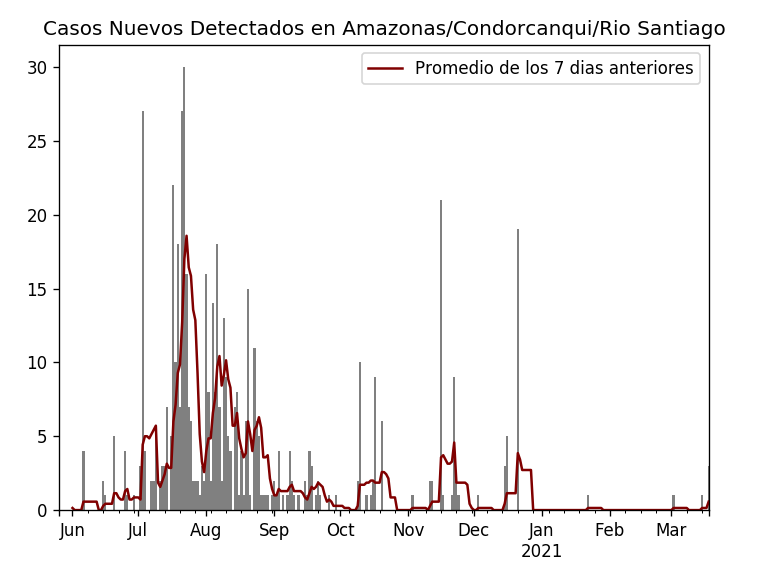 Casos Nuevos Detectados en Amazonas/Condorcanqui/Rio Santiago
Promedio de los 7 dias anteriores
30
25
20
15
10
5
0
Jun Jul Aug Sep Oct Nov Dec Jan Feb Mar
2021